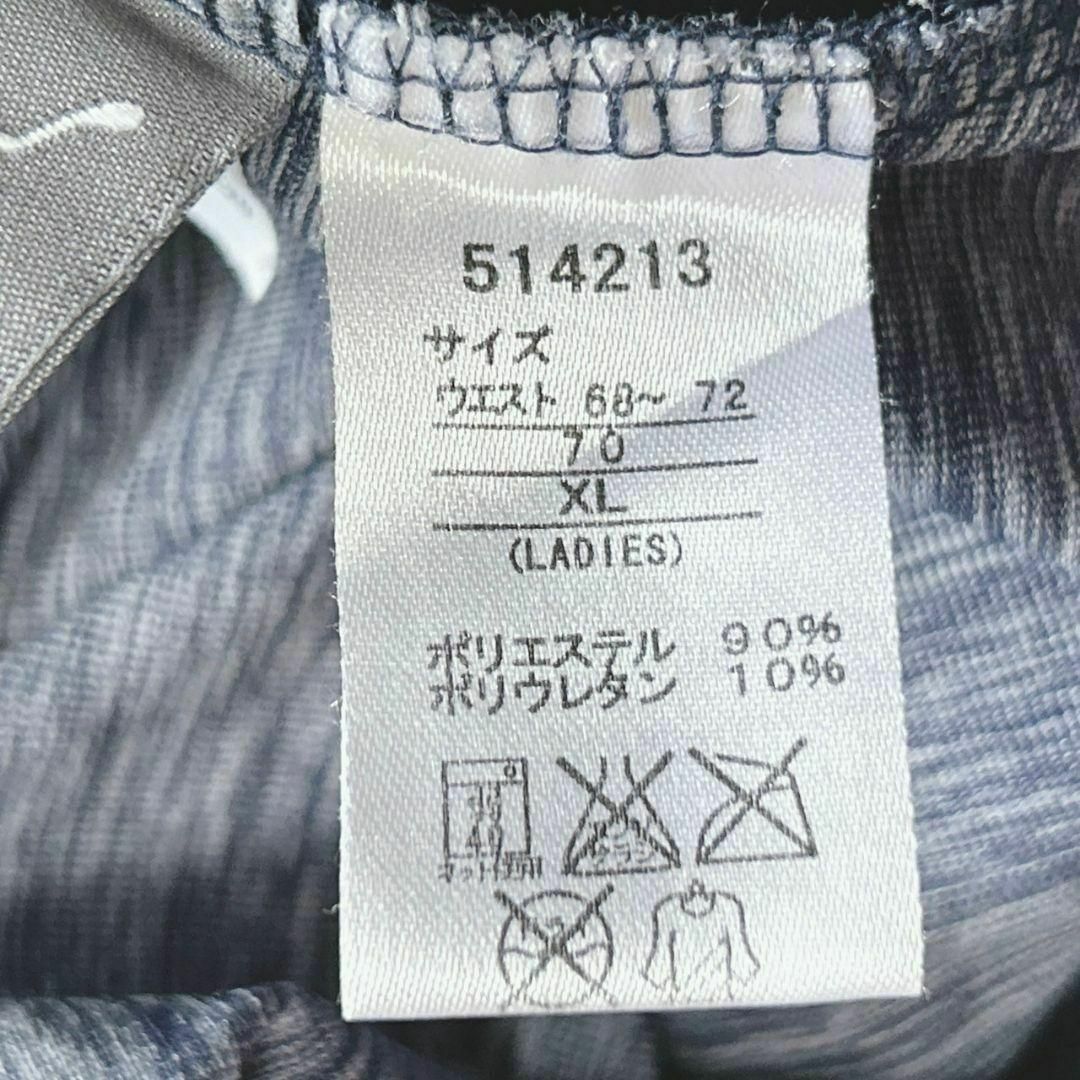 514213
サイズ
ウエスト 68~ 72
70
XL
(LADIES)
ポリエステル 90%
ポリウレタン 10%
40
ネット使用